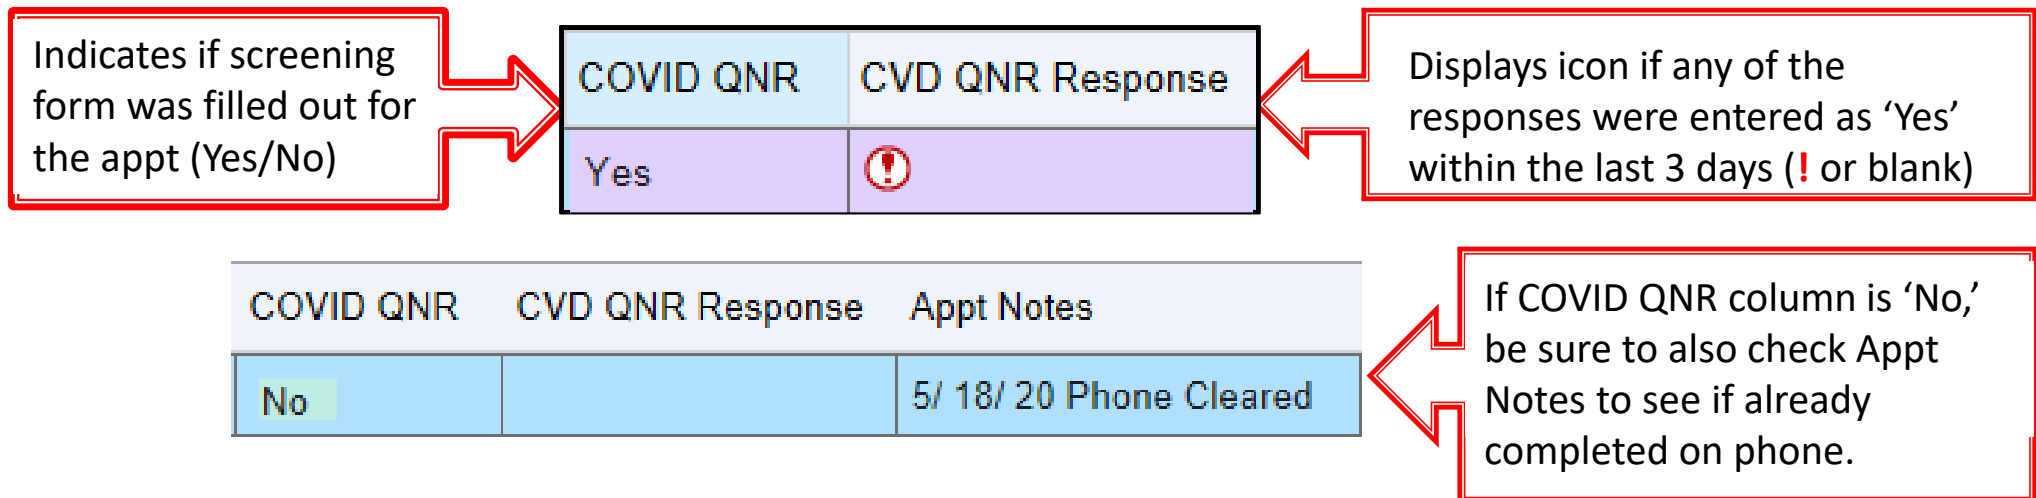 Indicates if screening
form was filled out for
the appt (Yes/No)
COVID QNR CVD QNR Response
Yes
Displays icon if any of the
responses were entered as ‘Yes’
within the last 3 days (! or blank)
COVID QNR CVD QNR Response Appt Notes
No 5/ 18/ 20 Phone Cleared
If COVID QNR column is ‘No,’
be sure to also check Appt
Notes to see if already
completed on phone.